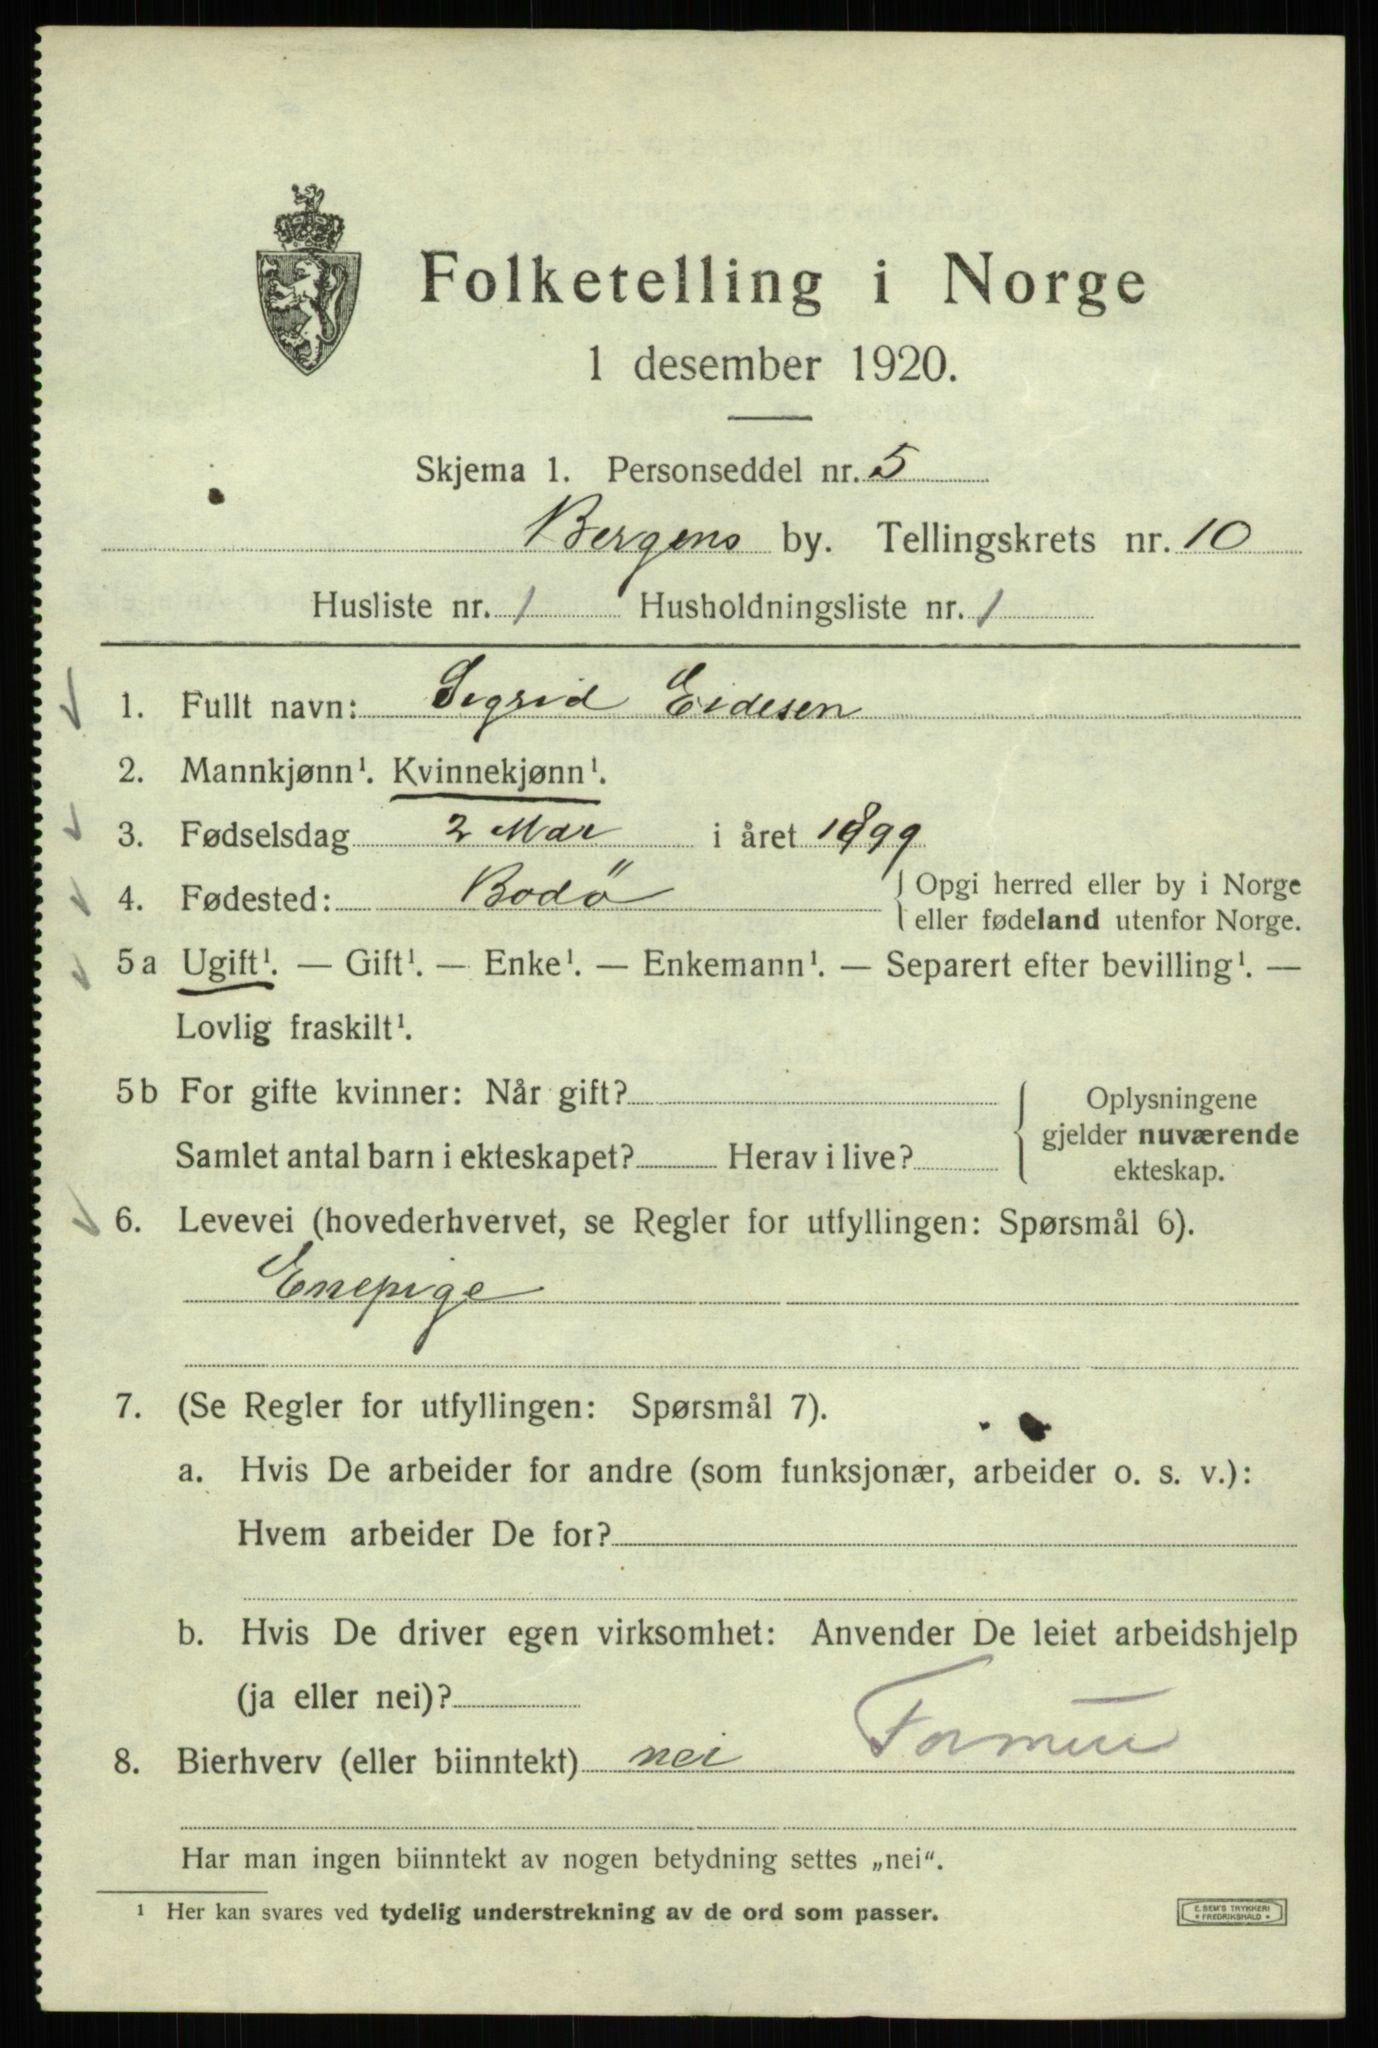 Folketelling i Norge
1 desember 1920.
Skjema 1. Personseddel nr. 5
Bergens by. Tellingskrets nr. 10
Husliste nr. 1 Husholdningsliste nr. 1
1. Fullt navn: Sigrid Eidesen
2. Mannkjønn¹. Kvinnekjønn¹.
3. Fødselsdag 2 Mar i året 1899
4. Fødested: Bodö { Opgi herred eller by i Norge
eller fødeland utenfor Norge.
5a Ugift¹. — Gift¹. — Enke¹. — Enkemann¹. — Separert efter bevilling¹. —
Lovlig fraskilt¹.
5b For gifte kvinner: Når gift?
Samlet antal barn i ekteskapet? Herav i live?
Oplysningene
gjelder nuværende
ekteskap.
6. Levevei (hovederhvervet, se Regler for utfyllingen: Spørsmål 6).
Enepige
7. (Se Regler for utfyllingen: Spørsmål 7).
a. Hvis De arbeider for andre (som funksjonær, arbeider o. s. v.):
Hvem arbeider De for?
b. Hvis De driver egen virksomhet: Anvender De leiet arbeidshjelp
(ja eller nei)?
8. Bierhverv (eller biinntekt) nei
Har man ingen biinntekt av nogen betydning settes „nei“.
¹ Her kan svares ved tydelig understrekning av de ord som passer.
E. SEM'S TRYKKERI
FREDRIKSHALD